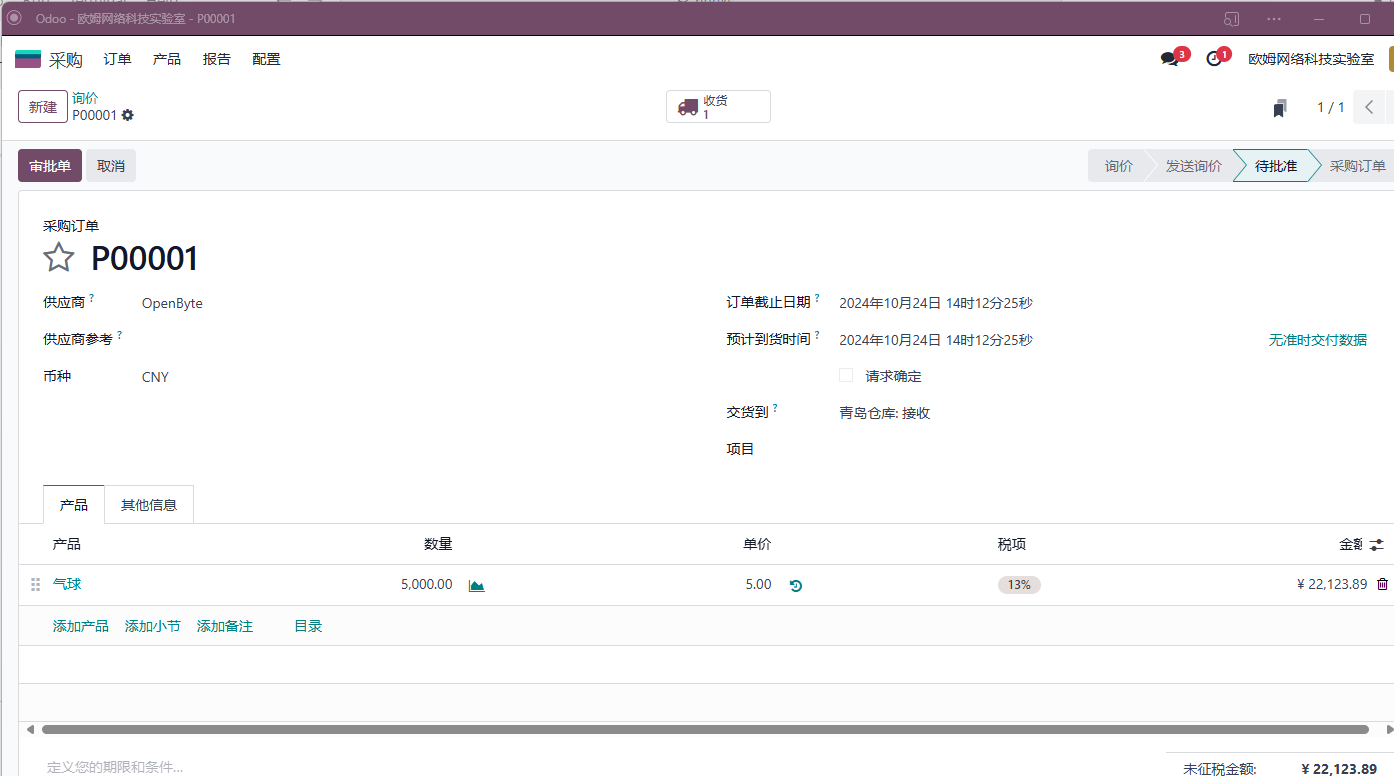 Odoo - 欧姆网络科技实验室 - P00001
采购 订单 产品 报告 配置 3 1 欧姆网络科技实验室
新建 询价
P00001
收货
1
1 / 1
审批单 取消 询价 发送询价 待批准 采购订单
采购订单
P00001
供应商? OpenByte 订单截止日期? 2024年10月24日 14时12分25秒
供应商参考? 预计到货时间? 2024年10月24日 14时12分25秒 无准时交付数据
币种 CNY 请求确定
交货到? 青岛仓库: 接收
项目
产品 其他信息
产品 数量 单价 税项 金额
气球 5,000.00 5.00 13% ¥ 22,123.89
添加产品 添加小节 添加备注 目录
定义您的期限和条件... 未征税金额: ¥ 22,123.89